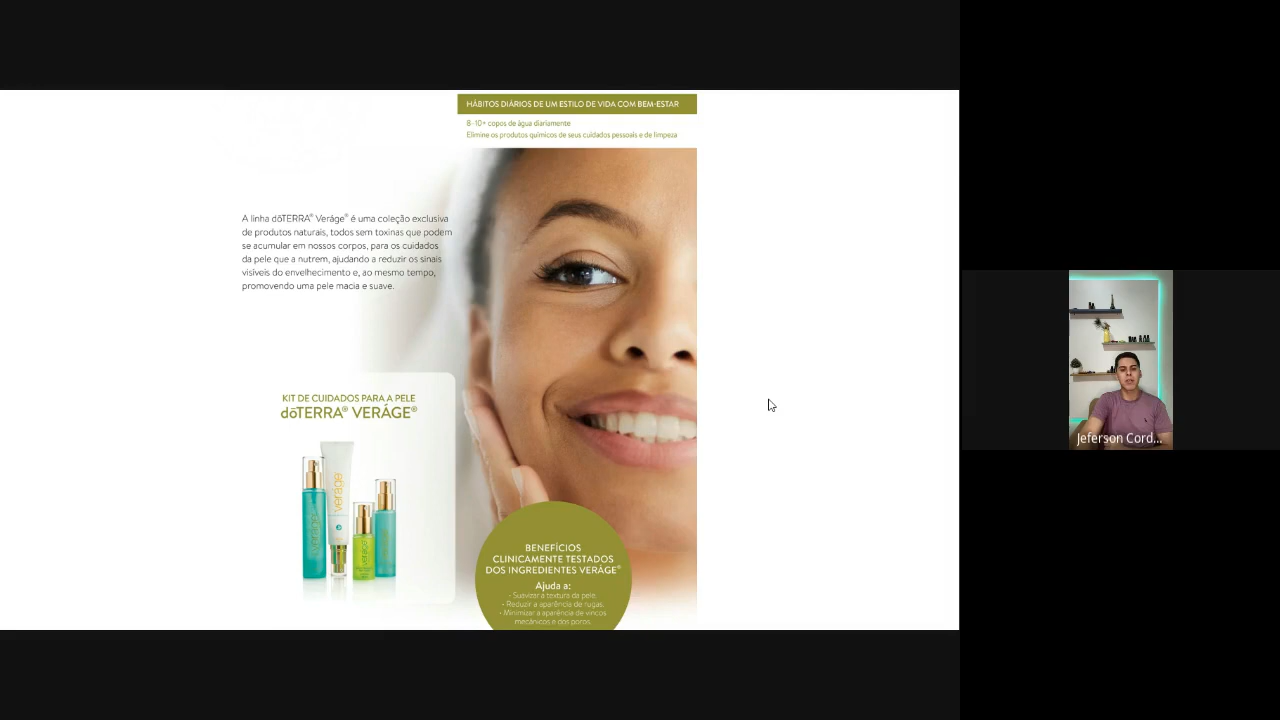 HÁBITOS DIÁRIOS DE UM ESTILO DE VIDA COM BEM-ESTAR
8–10+ copos de água diariamente
Elimine os produtos químicos de seus cuidados pessoais e de limpeza
A linha dōTERRA® Veráge® é uma coleção exclusiva
de produtos naturais, todos sem toxinas que podem
se acumular em nossos corpos, para os cuidados
da pele que a nutrem, ajudando a reduzir os sinais
visíveis do envelhecimento e, ao mesmo tempo,
promovendo uma pele macia e suave.
KIT DE CUIDADOS PARA A PELE
dōTERRA® VERÁGE®
verage
verage
verage
verage
BENEFÍCIOS
CLINICAMENTE TESTADOS
DOS INGREDIENTES VERÁGE®
Ajuda a:
• Suavizar a textura da pele.
• Reduzir a aparência de rugas.
• Minimizar a aparência de vincos
mecânicos e dos poros.
Jeferson Cord...